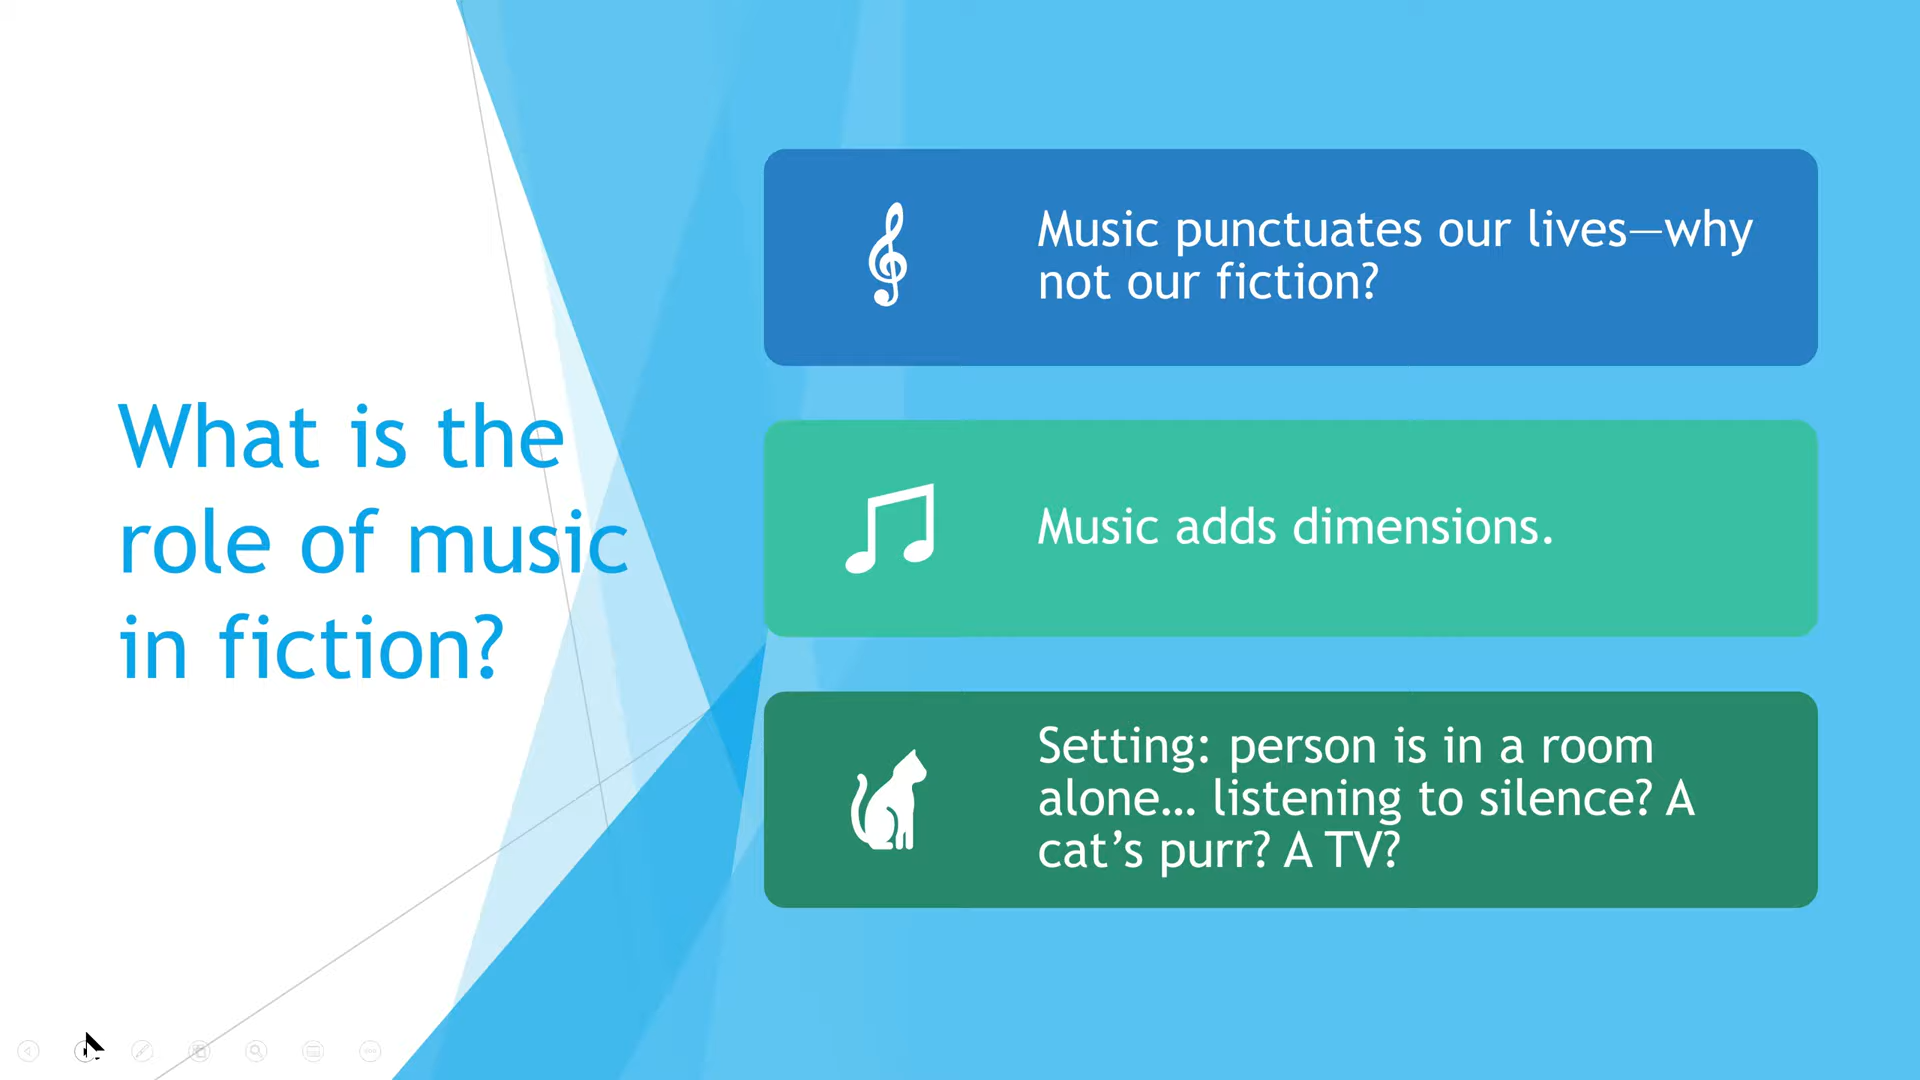 What is the
role of music
in fiction?
Music punctuates our lives—why
not our fiction?
Music adds dimensions.
Setting: person is in a room
alone… listening to silence? A
cat’s purr? A TV?